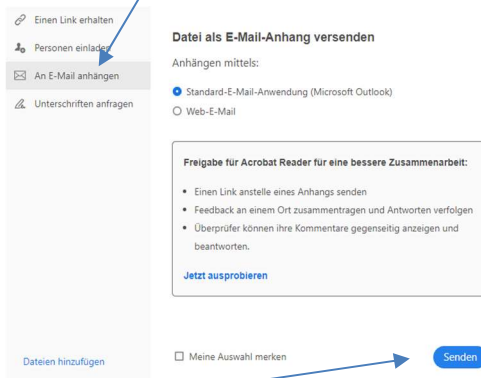 Einen Link erhalten
Personen einladen
An E-Mail anhängen
Unterschriften anfragen
Dateien hinzufügen
Datei als E-Mail-Anhang versenden
Anhängen mittels:
Standard-E-Mail-Anwendung (Microsoft Outlook)
Web-E-Mail
Freigabe für Acrobat Reader für eine bessere Zusammenarbeit:
• Einen Link anstelle eines Anhangs senden
• Feedback an einem Ort zusammentragen und Antworten verfolgen
• Überprüfer können ihre Kommentare gegenseitig anzeigen und
beantworten.
Jetzt ausprobieren
Meine Auswahl merken
Senden